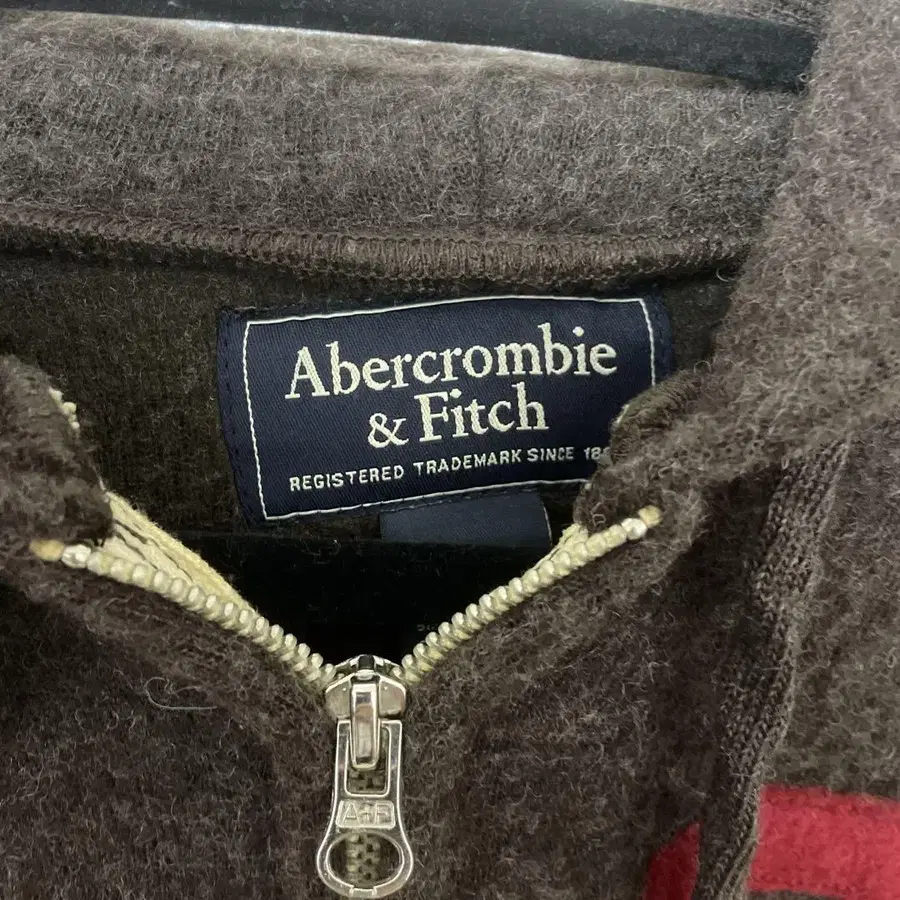 Abercrombie
& Fitch
REGISTERED TRADEMARK SINCE
A+F